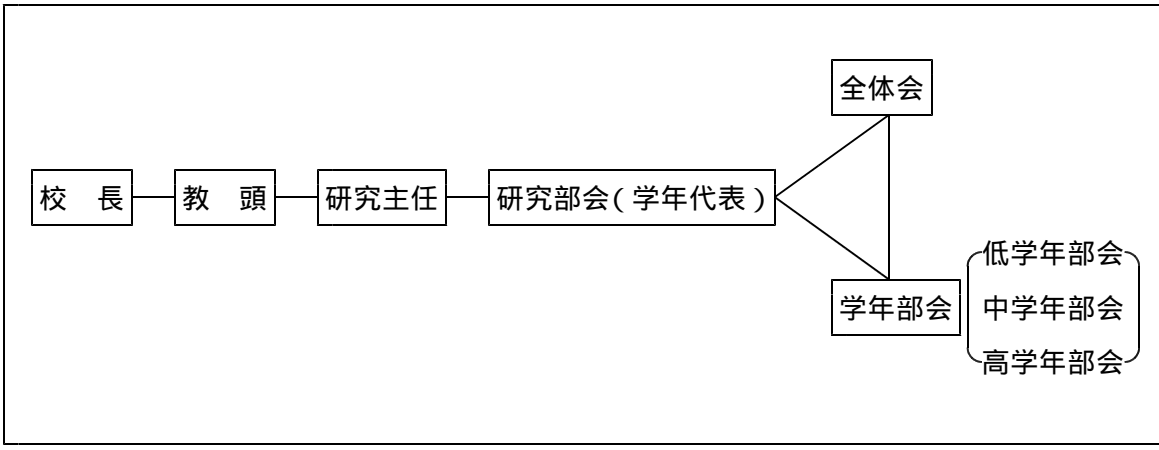 全体会
校　長
教　頭
研究主任
研究部会(学年代表)
学年部会
低学年部会
中学年部会
高学年部会